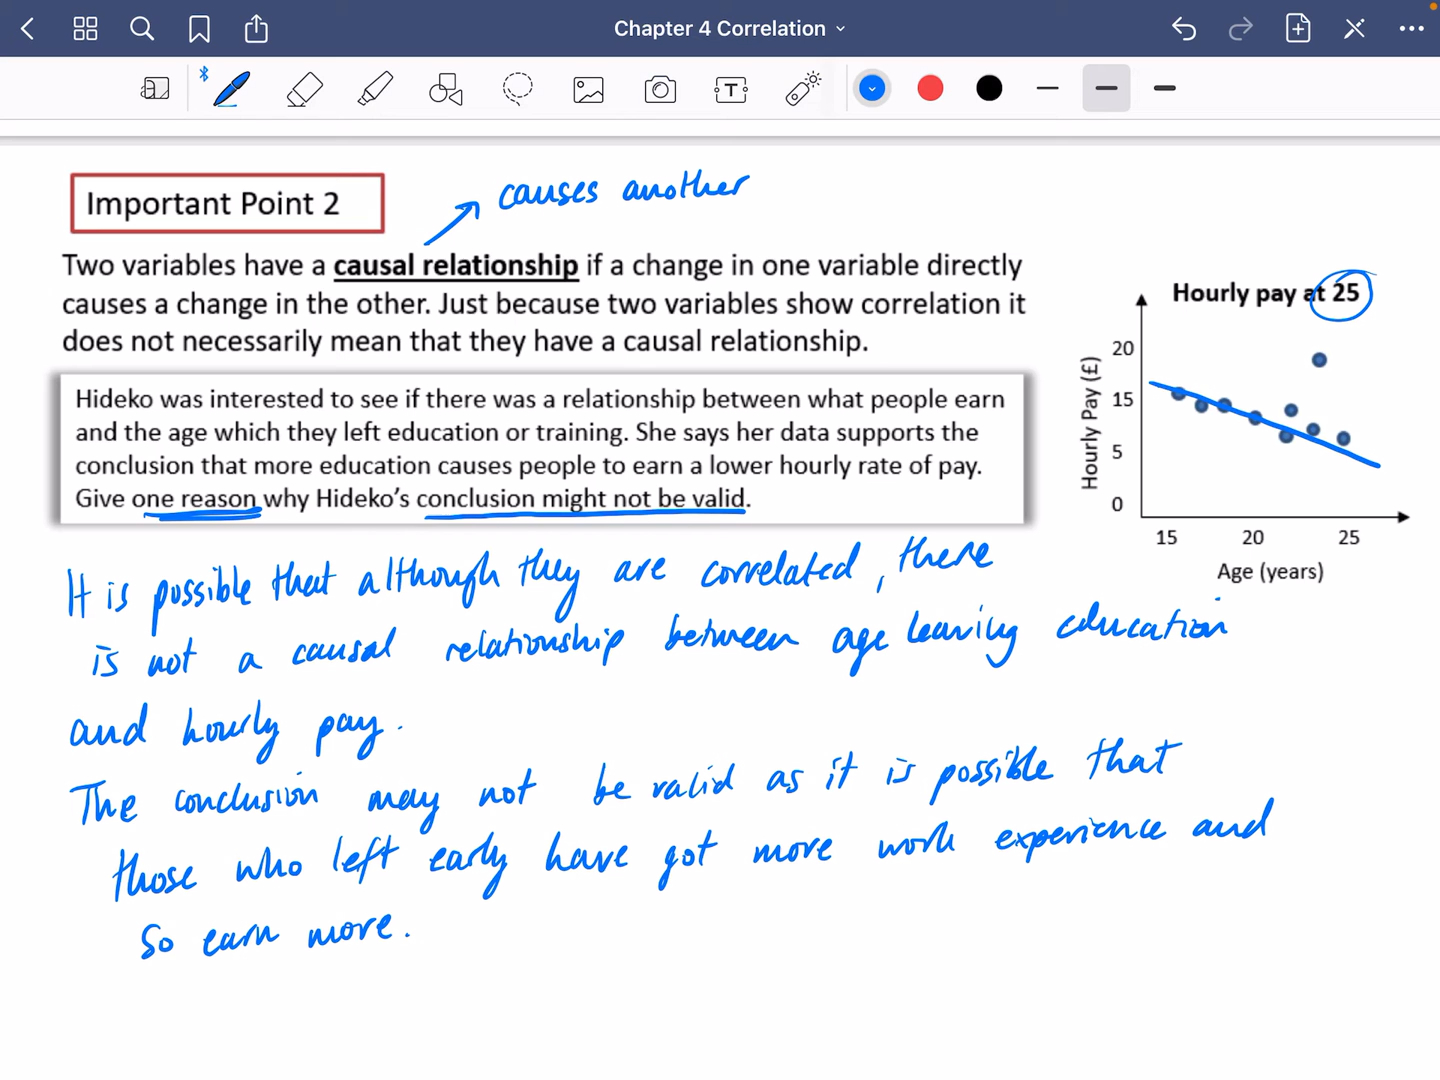 Chapter 4 Correlation
Important Point 2
causes another
Two variables have a causal relationship if a change in one variable directly
causes a change in the other. Just because two variables show correlation it
does not necessarily mean that they have a causal relationship.
Hideko was interested to see if there was a relationship between what people earn
and the age which they left education or training. She says her data supports the
conclusion that more education causes people to earn a lower hourly rate of pay.
Give one reason why Hideko's conclusion might not be valid.
Hourly pay at 25
Hourly Pay (£)
20
15
5
0
15 20 25
Age (years)
It is possible that although they are correlated, there
is not a causal relationship between age leaving education
and hourly pay.
The conclusion may not be valid as it is possible that
those who left early have got more work experience and
so earn more.